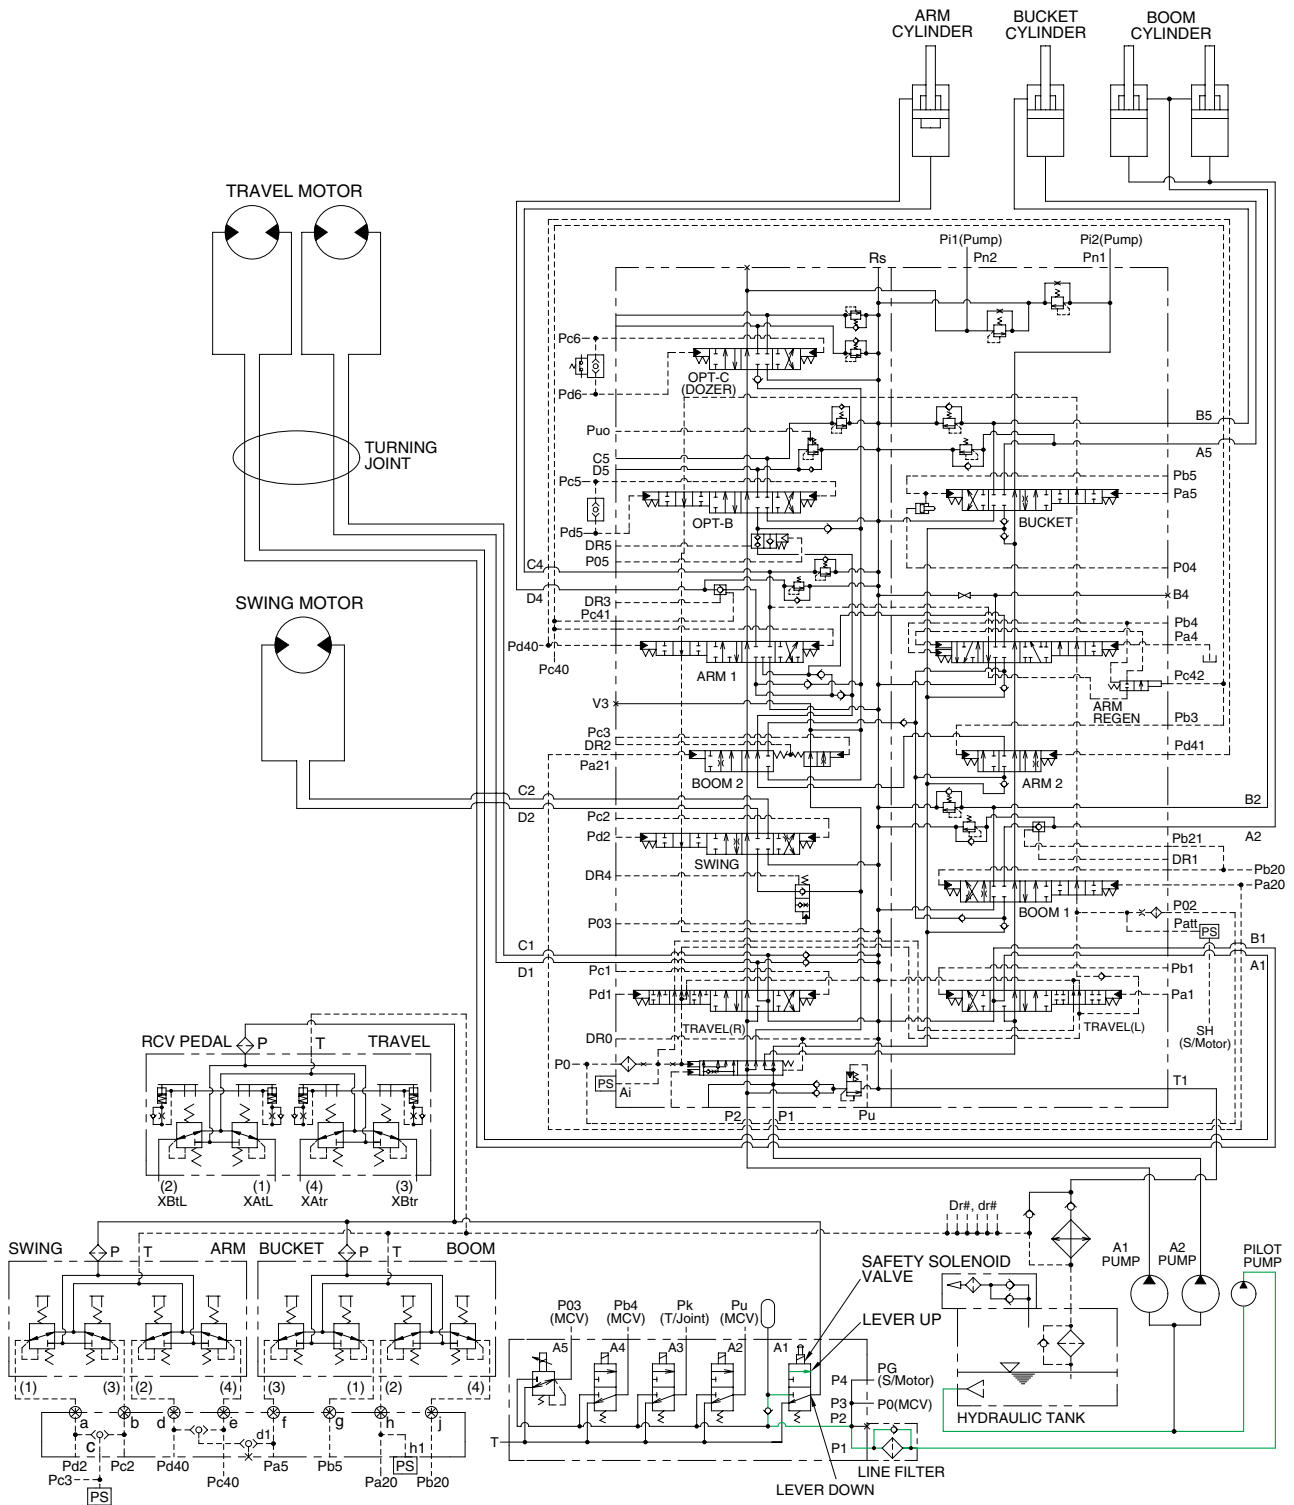 ARM
CYLINDER
BUCKET
CYLINDER
BOOM
CYLINDER
TRAVEL MOTOR
Pi1(Pump)
Pi2(Pump)
Rs
Pn2
Pn1
Pc6
OPT-C
(DOZER)
Pd6
B5
Puo
TURNING
JOINT
C5
D5
A5
Pc5
Pb5
Pa5
OPT-B
BUCKET
Pd5
DR5
P05
C4
P04
D4
B4
SWING MOTOR
DR3
Pc41
Pb4
Pa4
Pd40
Pc40
ARM 1
Pc42
V3
ARM
REGEN
Pb3
Pc3
DR2
Pd41
Pa21
BOOM 2
ARM 2
C2
B2
D2
Pc2
Pd2
A2
Pb21
SWING
DR1
DR4
Pb20
Pa20
BOOM 1
P02
P03
Patt
PS
C1
B1
D1
A1
Pc1
Pb1
Pd1
Pa1
TRAVEL(R)
TRAVEL(L)
SH
(S/Motor)
DR0
RCV PEDAL
P
T
TRAVEL
P0
PS
Ai
T1
P2
P1
Pu
(2)
XBtL
(1)
XAtL
(4)
XAtr
(3)
XBtr
Dr#, dr#
SWING
P
T
ARM
BUCKET
P
T
BOOM
SAFETY SOLENOID
VALVE
A1
PUMP
A2
PUMP
PILOT
PUMP
P03
(MCV)
Pb4
(MCV)
Pk
(T/Joint)
Pu
(MCV)
LEVER UP
A5
A4
A3
A2
A1
P4
PG
(S/Motor)
P3
P0(MCV)
P2
HYDRAULIC TANK
(1)
(3)
(2)
(4)
(3)
(1)
(2)
(4)
a
b
d
e
f
g
h
j
c
d1
h1
T
P1
LINE FILTER
Pd2
Pc2
Pd40
Pa5
Pb5
PS
Pc3
Pc40
Pa20
Pb20
PS
LEVER DOWN